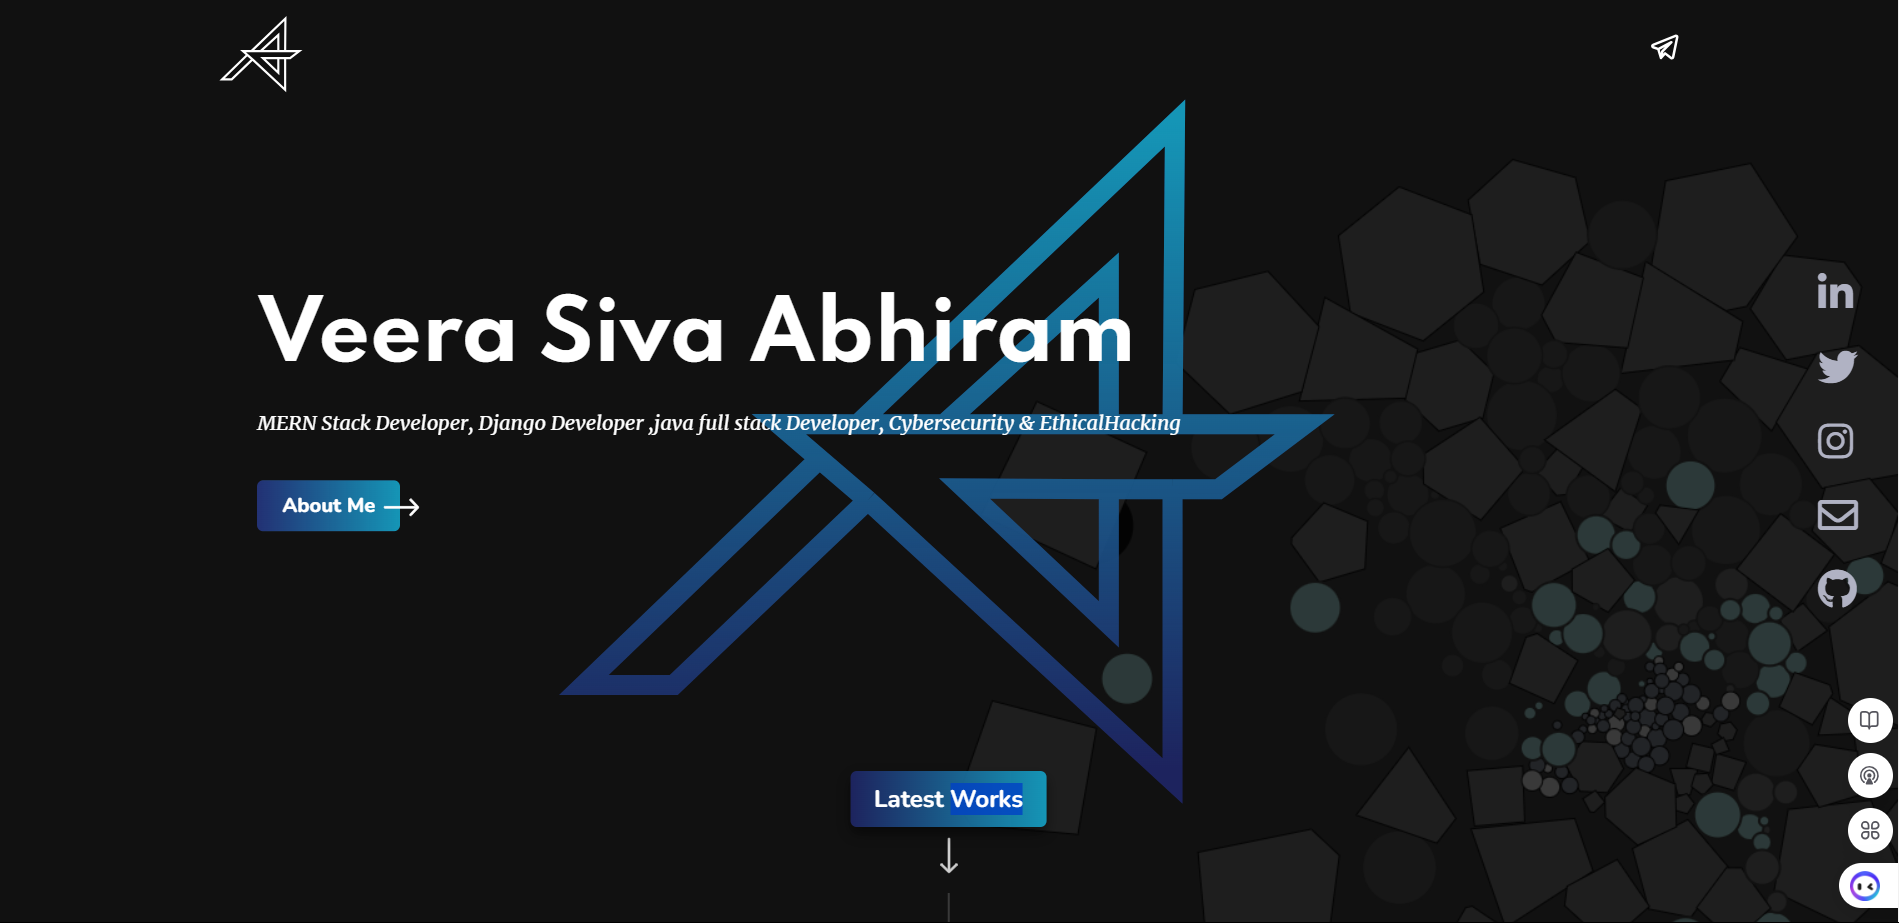 Veera Siva Abhiram
MERN Stack Developer, Django Developer ,java full stack Developer, Cybersecurity & EthicalHacking
About Me
Latest Works